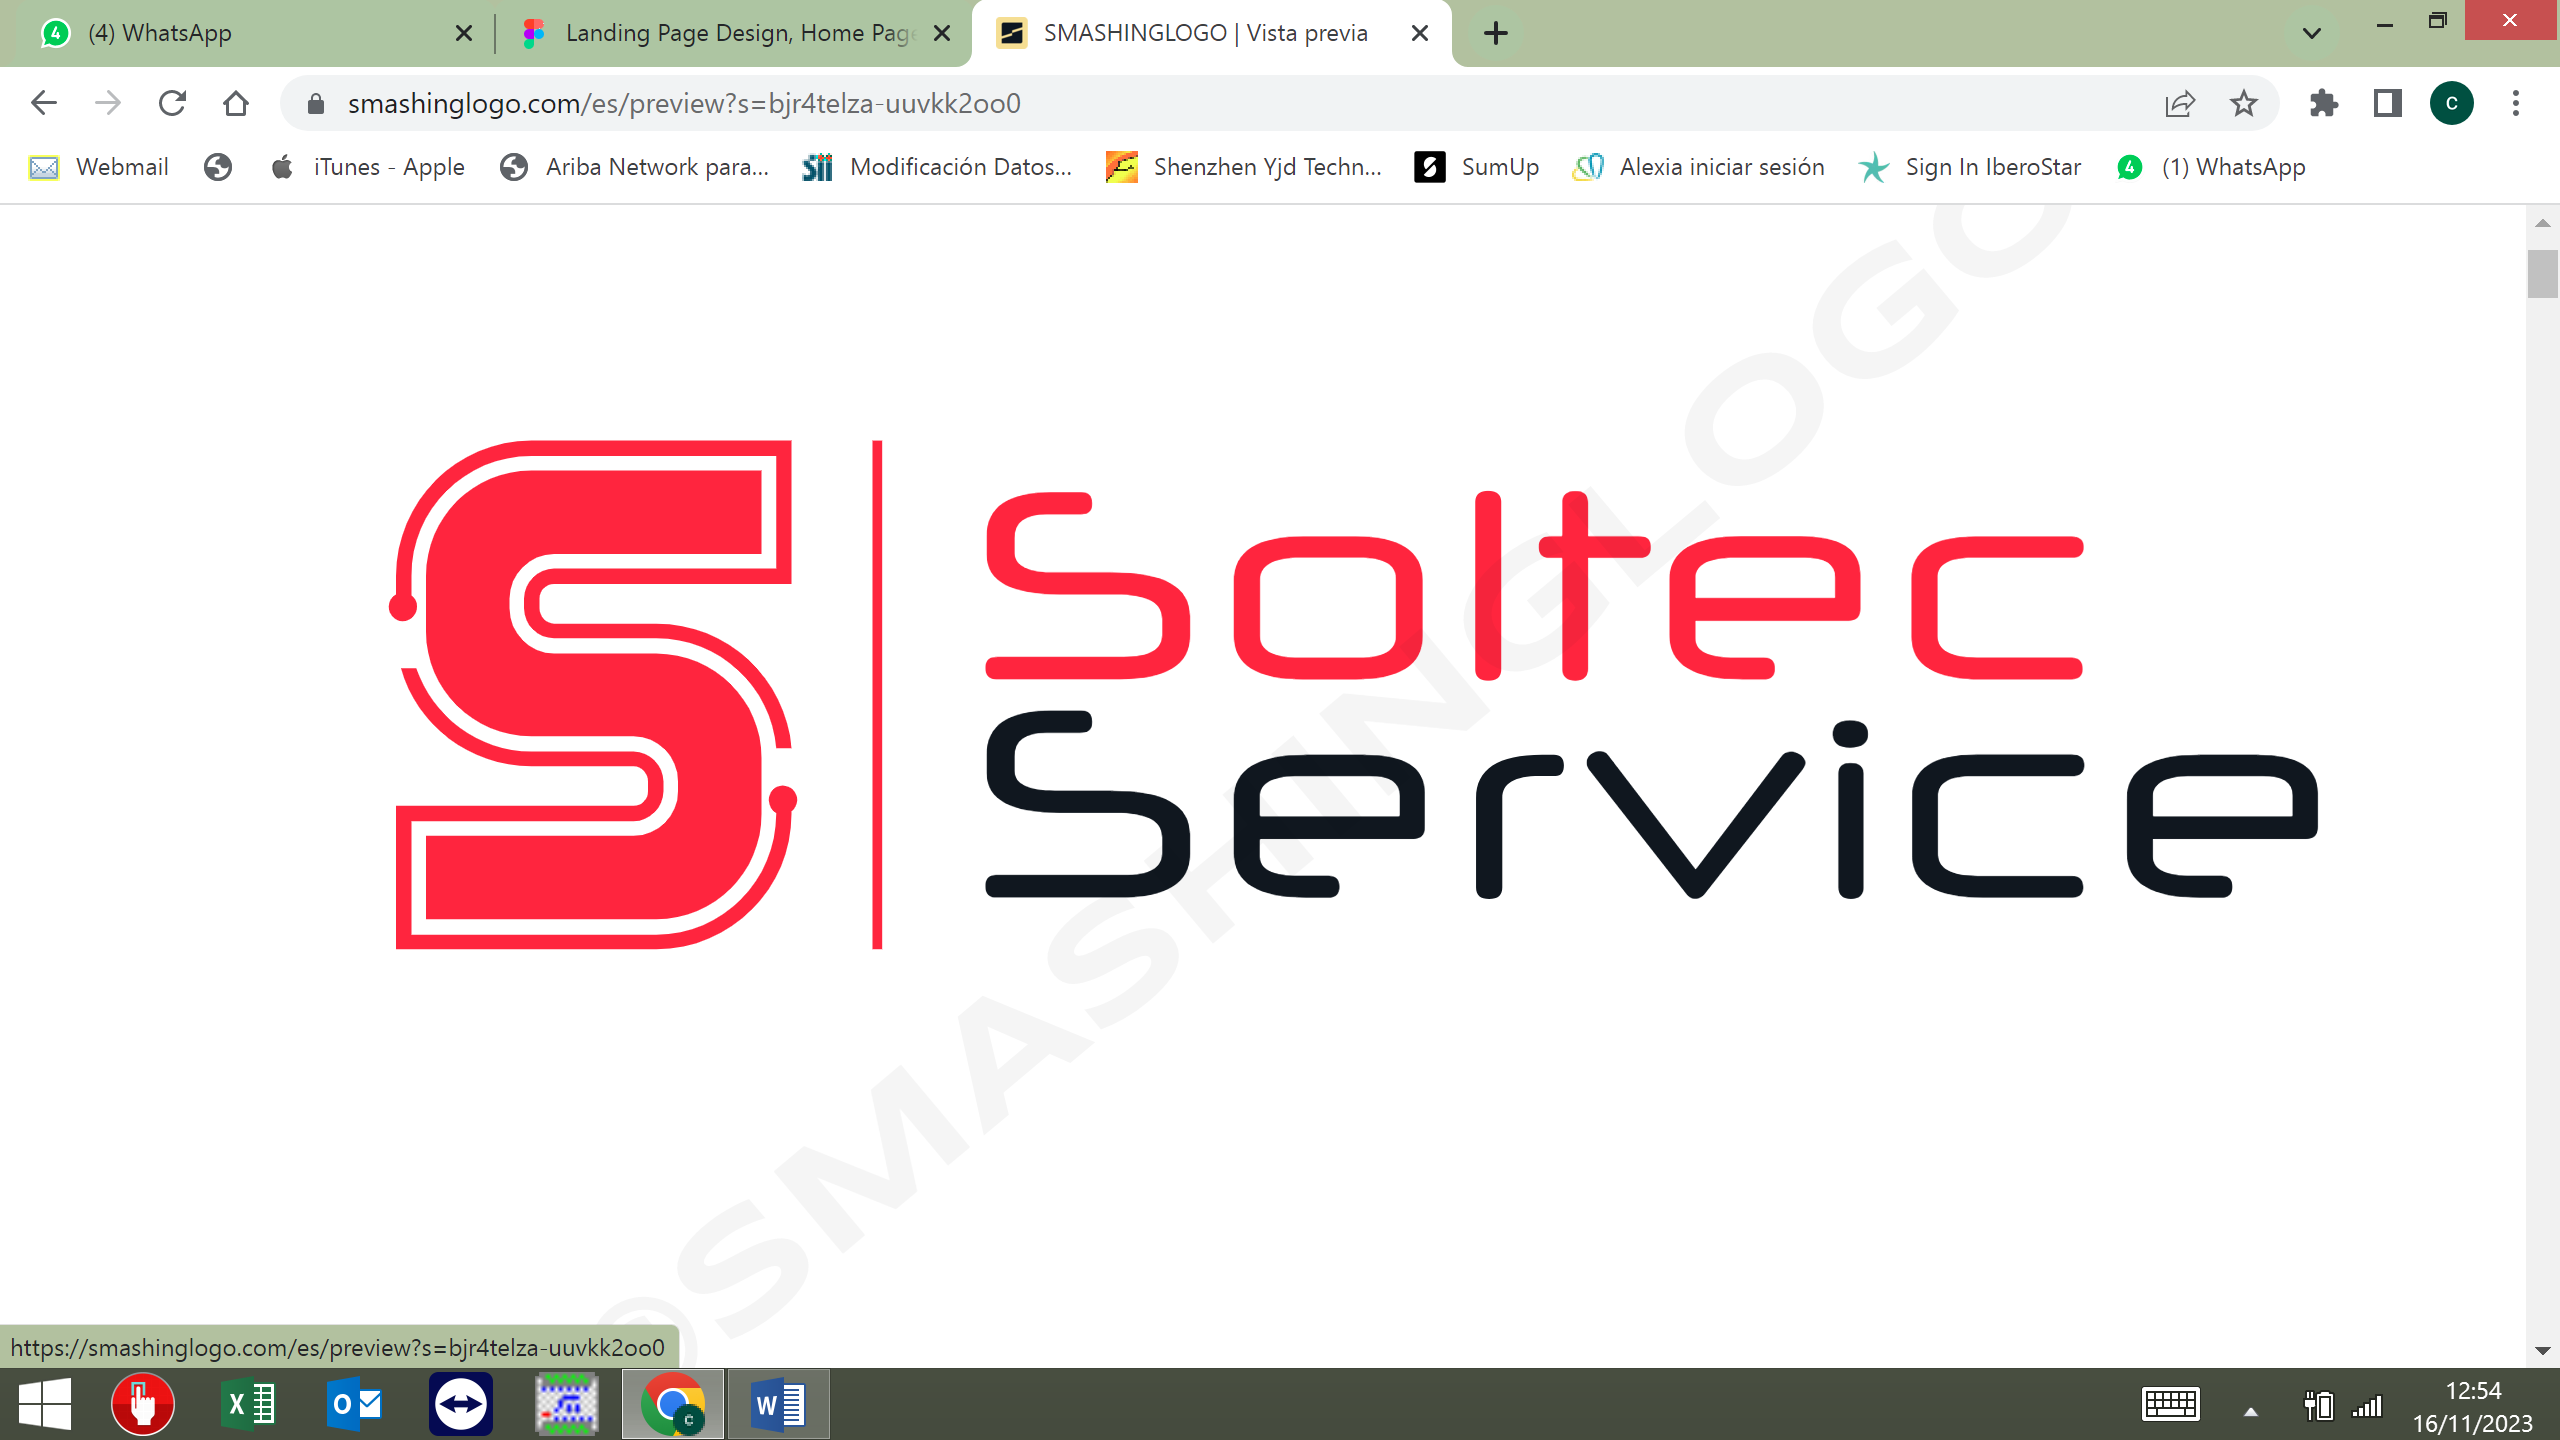 (4) WhatsApp
Landing Page Design, Home Page
SMASHINGLOGO | Vista previa
smashinglogo.com/es/preview?s=bjr4telza-uuvkk2oo0
C
Webmail
iTunes - Apple
Ariba Network para...
Modificación Datos...
Shenzhen Yjd Techn...
SumUp
Alexia iniciar sesión
Sign In IberoStar
(1) WhatsApp
Soltec
Service
©SMASHINGLOGO
https://smashinglogo.com/es/preview?s=bjr4telza-uuvkk2oo0
12:54
16/11/2023